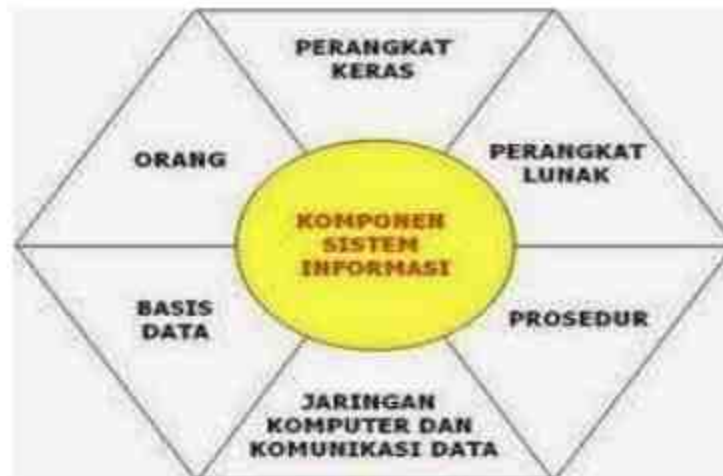 PERANGKAT
KERAS
ORANG
PERANGKAT
LUNAK
KOMPONEN
SISTEM
INFORMASI
BASIS
DATA
PROSEDUR
JARINGAN
KOMPUTER DAN
KOMUNIKASI DATA